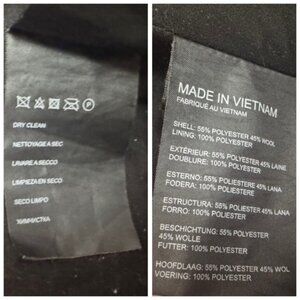 DRY CLEAN
NETTOYAGE A SEC
LAVARE A SECCO
LIMPIEZA EN SECO
SECO LIMPO
ХИМЧИСТКА
MADE IN VIETNAM
FABRIQUÉ AU VIETNAM
SHELL: 55% POLYESTER 45% WOOL
LINING: 100% POLYESTER
EXTÉRIEUR: 55% POLYESTER 45% LAINE
DOUBLURE: 100% POLYESTER
ESTERNO: 55% POLIESTERE 45% LANA
FODERA: 100% POLIESTERE
ESTRUCTURA: 55% POLIESTER 45% LANA
FORRO: 100% POLIESTER
BESCHICHTUNG: 55% POLYESTER
45% WOLLE
FUTTER: 100% POLYESTER
HOOFDLAAG: 55% POLYESTER 45% WOL
VOERING: 100% POLYESTER